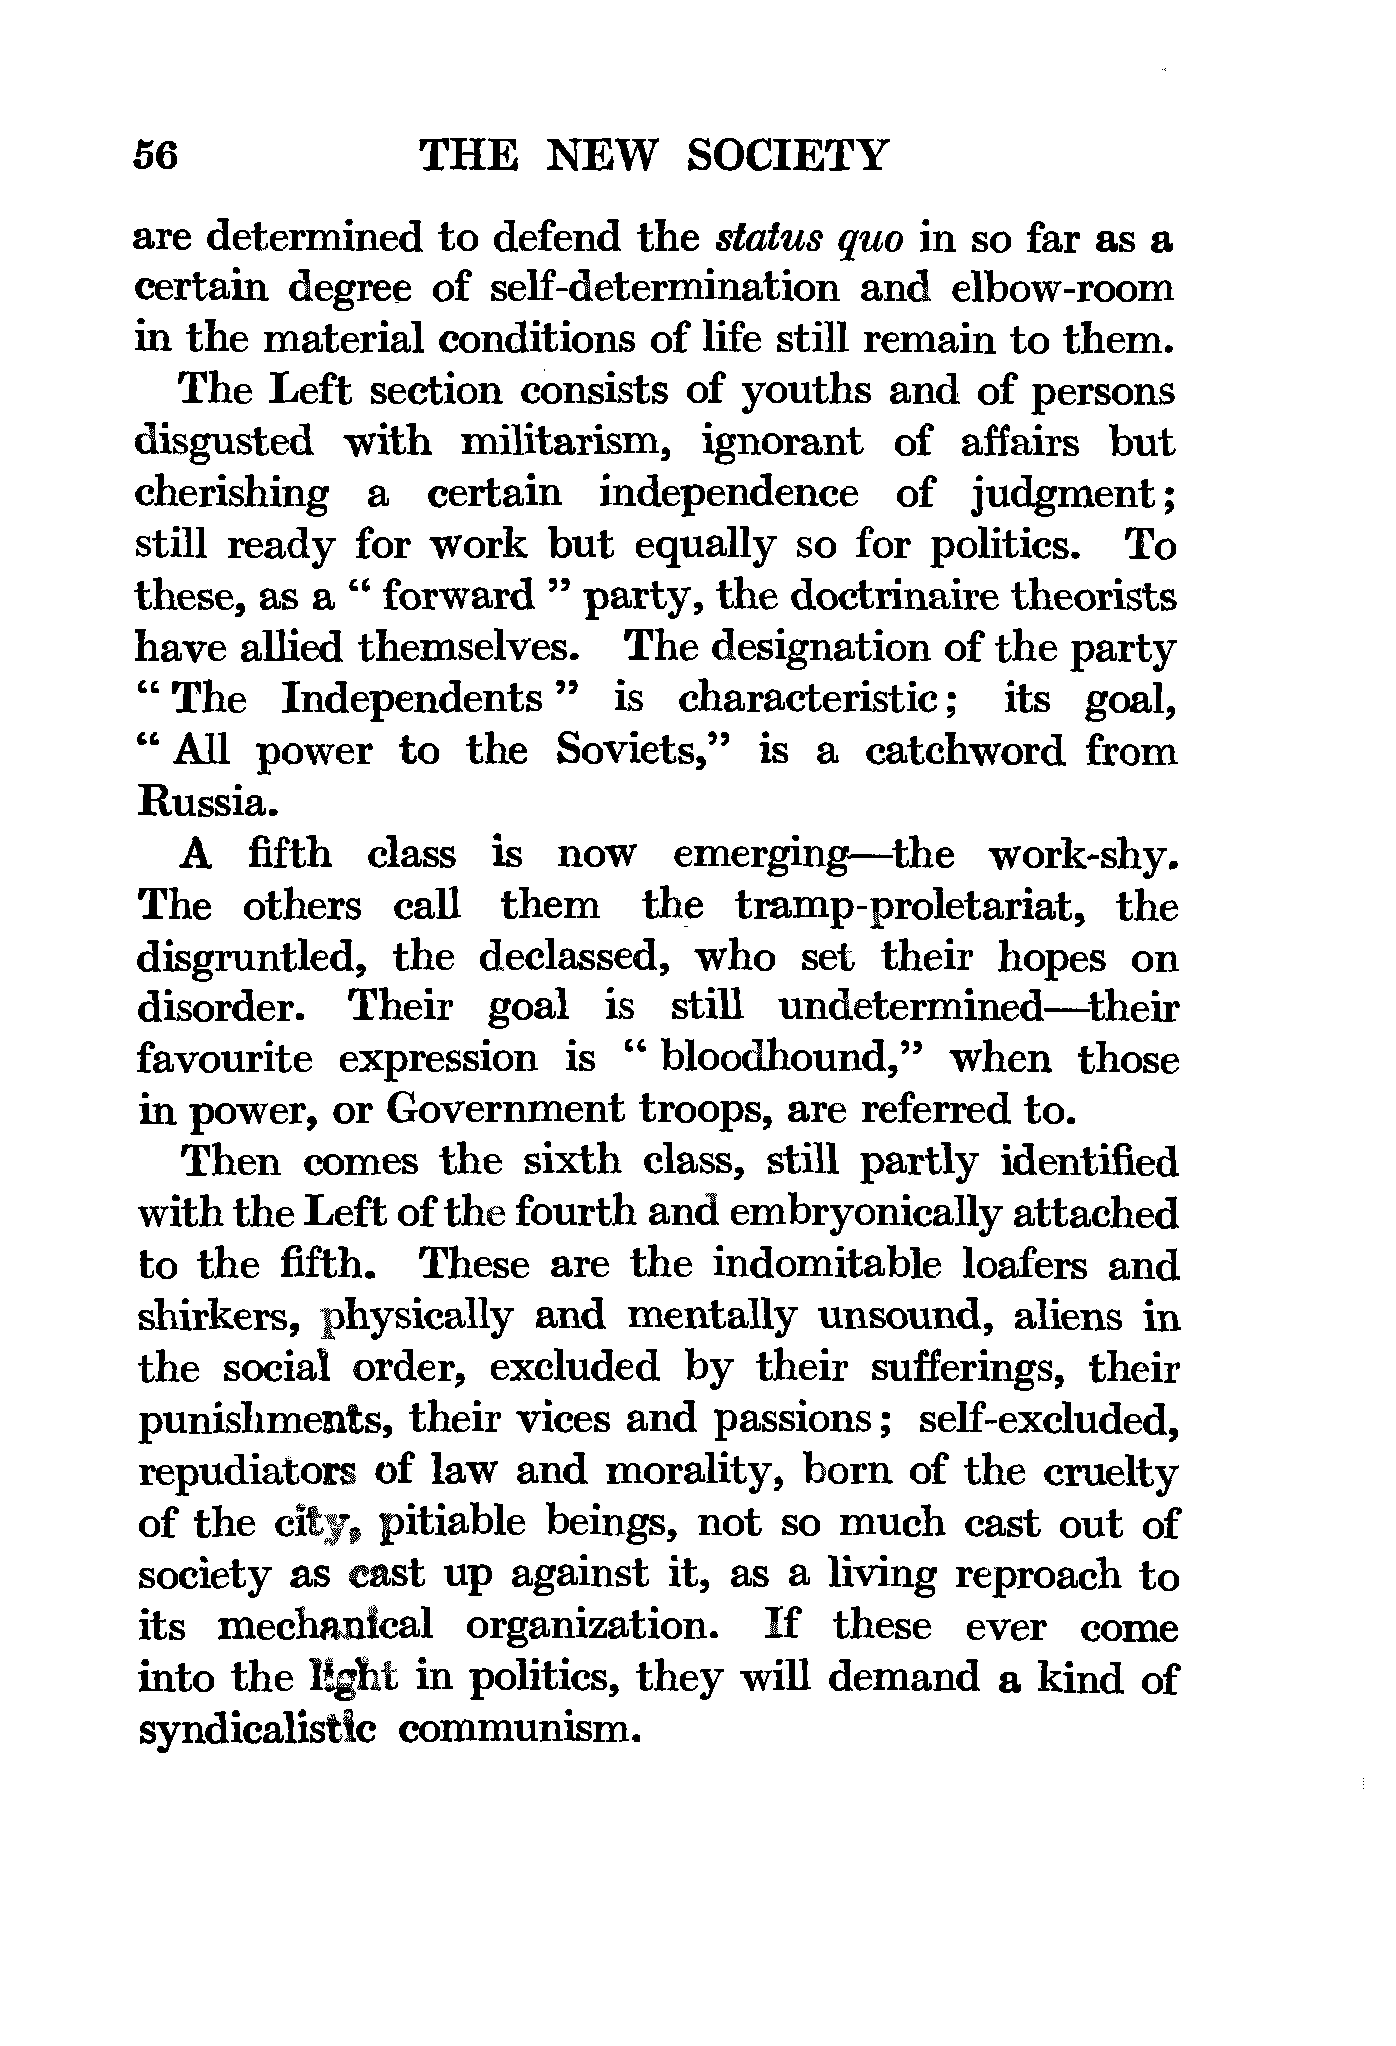 56 THE NEW SOCIETY
are determined to defend the status quo in so far as a
certain degree of self-determination and elbow-room
in the material conditions of life still remain to them.
The Left section consists of youths and of persons
disgusted with militarism, ignorant of affairs but
cherishing a certain independence of judgment;
still ready for work but equally so for politics. To
these, as a “ forward ” party, the doctrinaire theorists
have allied themselves. The designation of the party
“ The Independents ” is characteristic; its goal,
“ All power to the Soviets,” is a catchword from
Russia.
A fifth class is now emerging—the work-shy.
The others call them the tramp-proletariat, the
disgruntled, the declassed, who set their hopes on
disorder. Their goal is still undetermined—their
favourite expression is “ bloodhound,” when those
in power, or Government troops, are referred to.
Then comes the sixth class, still partly identified
with the Left of the fourth and embryonically attached
to the fifth. These are the indomitable loafers and
shirkers, physically and mentally unsound, aliens in
the social order, excluded by their sufferings, their
punishments, their vices and passions; self-excluded,
repudiators of law and morality, born of the cruelty
of the city, pitiable beings, not so much cast out of
society as cast up against it, as a living reproach to
its mechanical organization. If these ever come
into the light in politics, they will demand a kind of
syndicalistic communism.